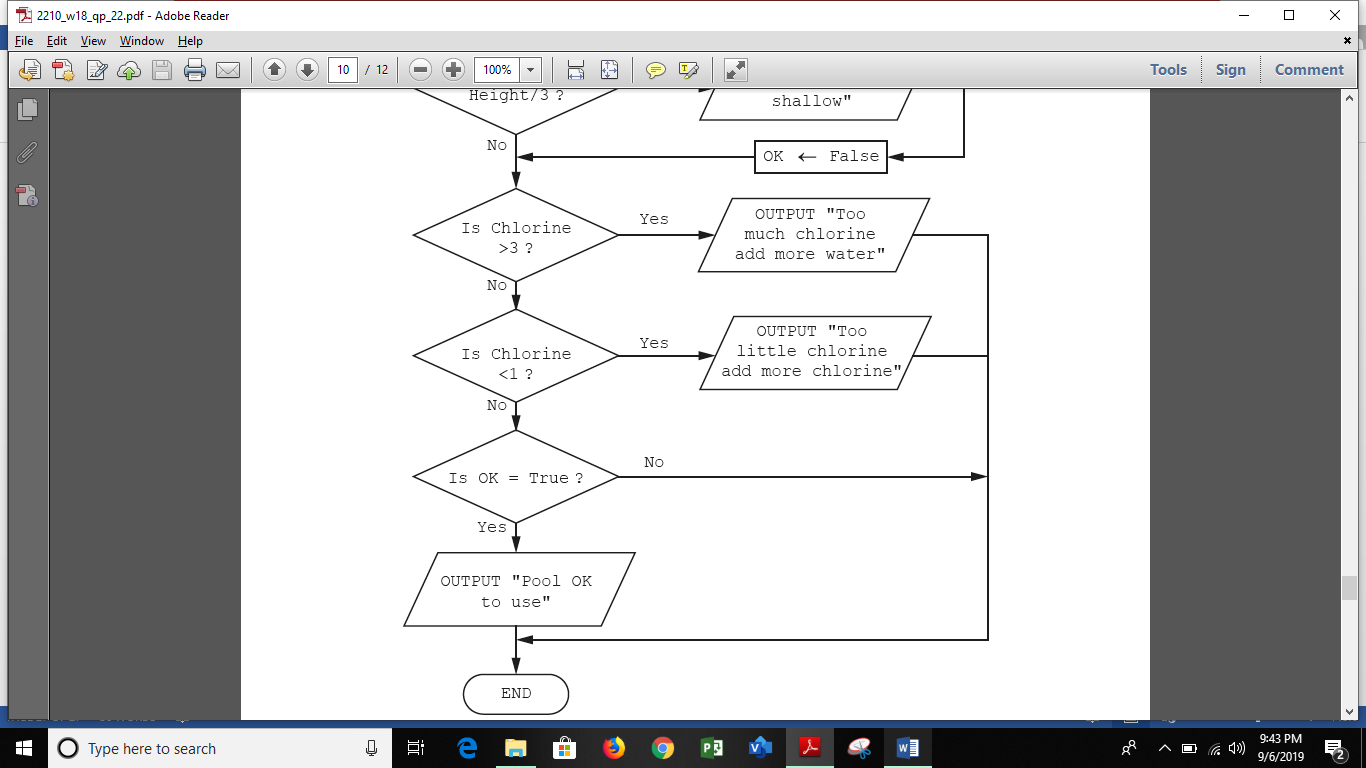 2210_w18_qp_22.pdf - Adobe Reader
File Edit View Window Help
10 / 12 100% Tools Sign Comment
Height/3 ?
shallow"
No
OK ← False
Is Chlorine
>3 ?
Yes
OUTPUT "Too
much chlorine
add more water"
No
Is Chlorine
<1 ?
Yes
OUTPUT "Too
little chlorine
add more chlorine"
No
Is OK = True ?
No
Yes
OUTPUT "Pool OK
to use"
END
Type here to search
9:43 PM
9/6/2019
2